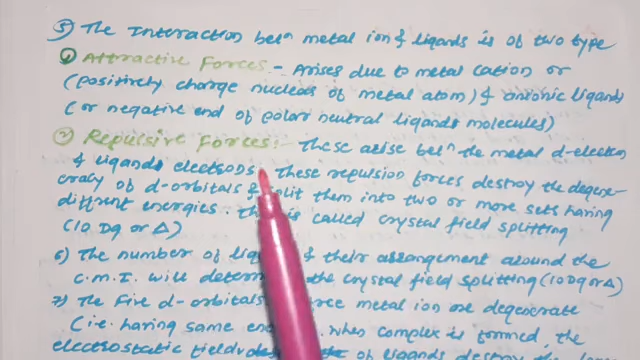 5) The Interaction betn metal ion & ligands is of two type
① Attractive Forces - Arises due to metal cation or
(positively charge nucleus of metal atom) & anionic ligands
(or negative end of polar neutral ligands molecules)
② Repulsive Forces :- These arise betn the metal d-electron
& ligands electrons. These repulsion forces destroy the degene-
racy of d-orbitals & split them into two or more sets having
different energies. This is called crystal field splitting
(10 Dq or Δ)
6) The number of & their arrangement around the
C.M.I. will the crystal field splitting (10 Dq or Δ)
7) The Five d-orbitals metal ion are degenerate
(i.e. having same . When complex is formed, the
electrostatic field of ligands destroy the